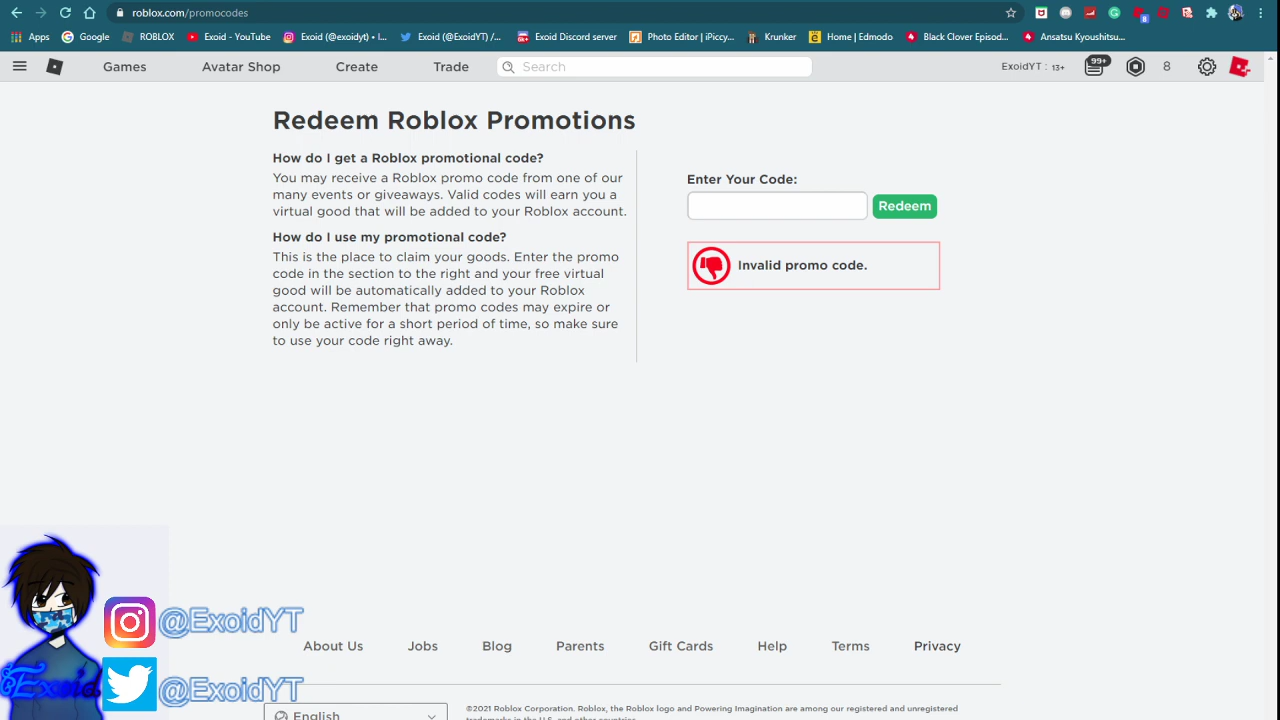 roblox.com/promocodes
Apps Google ROBLOX Exoid - YouTube Exoid (@exoidyt) • I... Exoid (@ExoidYT) /... Exoid Discord server Photo Editor | iPiccy... Krunker Home | Edmodo Black Clover Episod... Ansatsu Kyoushitsu...
Games Avatar Shop Create Trade Search ExoidYT : 13+ 99+ 8
Redeem Roblox Promotions
How do I get a Roblox promotional code?
You may receive a Roblox promo code from one of our
many events or giveaways. Valid codes will earn you a
virtual good that will be added to your Roblox account.
How do I use my promotional code?
This is the place to claim your goods. Enter the promo
code in the section to the right and your free virtual
good will be automatically added to your Roblox
account. Remember that promo codes may expire or
only be active for a short period of time, so make sure
to use your code right away.
Enter Your Code:
Redeem
Invalid promo code.
@ExoidYT
@ExoidYT
Exoid
About Us Jobs Blog Parents Gift Cards Help Terms Privacy
English
©2021 Roblox Corporation. Roblox, the Roblox logo and Powering Imagination are among our registered and unregistered
trademarks in the U.S. and other countries.